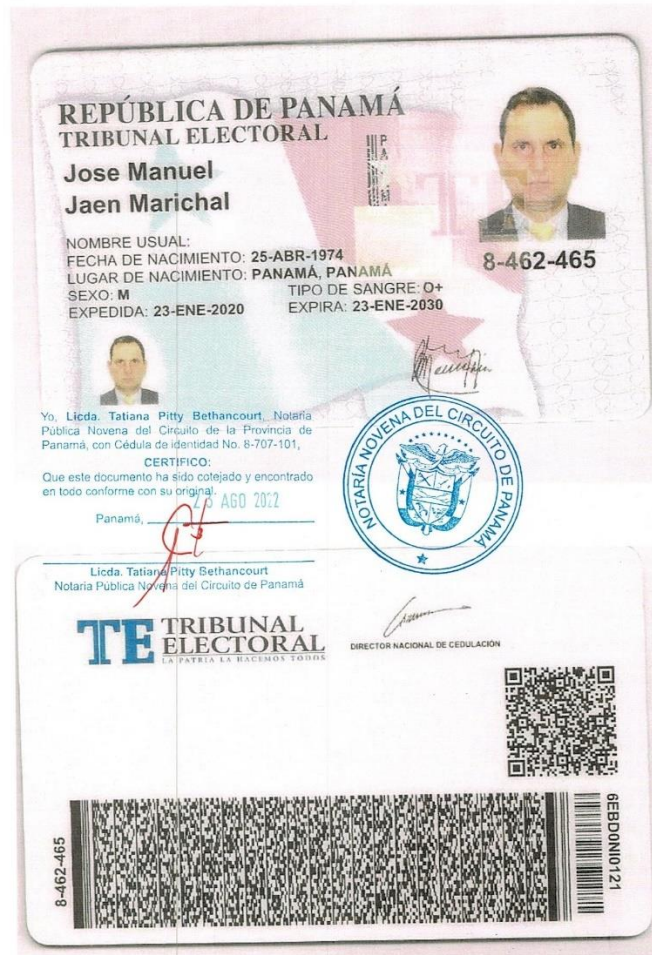 REPÚBLICA DE PANAMÁ
TRIBUNAL ELECTORAL
Jose Manuel
Jaen Marichal
NOMBRE USUAL:
FECHA DE NACIMIENTO: 25-ABR-1974
LUGAR DE NACIMIENTO: PANAMÁ, PANAMÁ
SEXO: M TIPO DE SANGRE: O+
EXPEDIDA: 23-ENE-2020 EXPIRA: 23-ENE-2030
8-462-465
Yo, Licda. Tatiana Pitty Bethancourt, Notaria
Pública Novena del Circuito de la Provincia de
Panamá, con Cédula de identidad No. 8-707-101,
CERTIFICO:
Que este documento ha sido cotejado y encontrado
en todo conforme con su original.
AGO 2022
Panamá,
Licda. Tatiana Pitty Bethancourt
Notaria Pública Novena del Circuito de Panamá
NOTARÍA NOVENA DEL CIRCUITO DE PANAMÁ
TE TRIBUNAL
ELECTORAL
LA PATRIA LA HACEMOS TODOS
DIRECTOR NACIONAL DE CEDULACIÓN
8-462-465
6EBD0NI0121